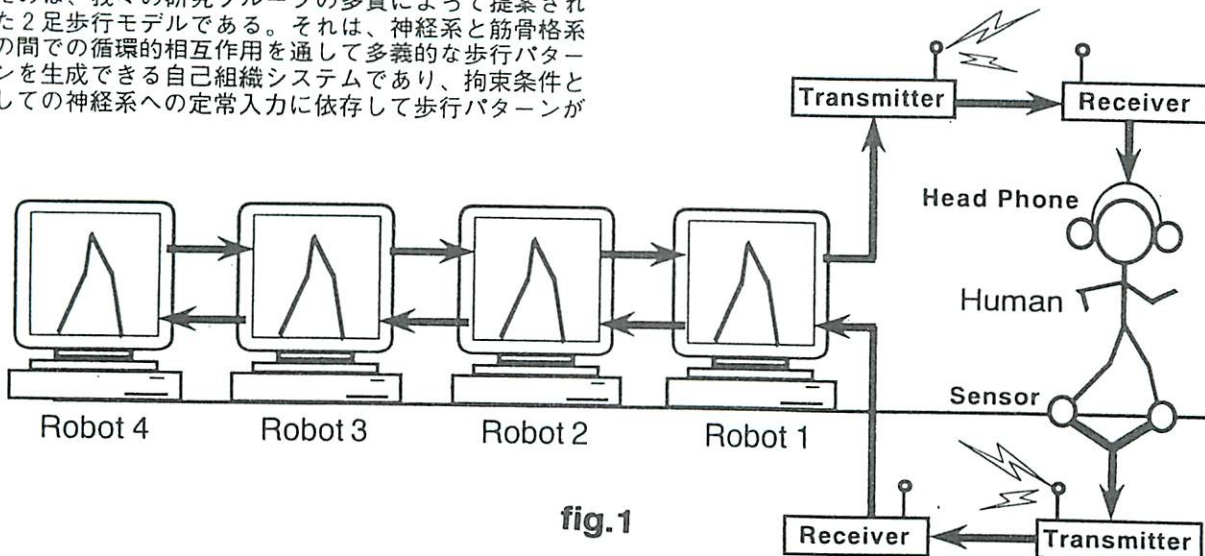 そのは、我々の研究グループの多賀によって提案され
た２足歩行モデルである。それは、神経系と筋骨格系
の間での循環的相互作用を通して多義的な歩行パター
ンを生成できる自己組織システムであり、拘束条件と
しての神経系への定常入力に依存して歩行パターンが
Transmitter
Receiver
Head Phone
Human
Sensor
Robot 4
Robot 3
Robot 2
Robot 1
fig.1
Receiver
Transmitter